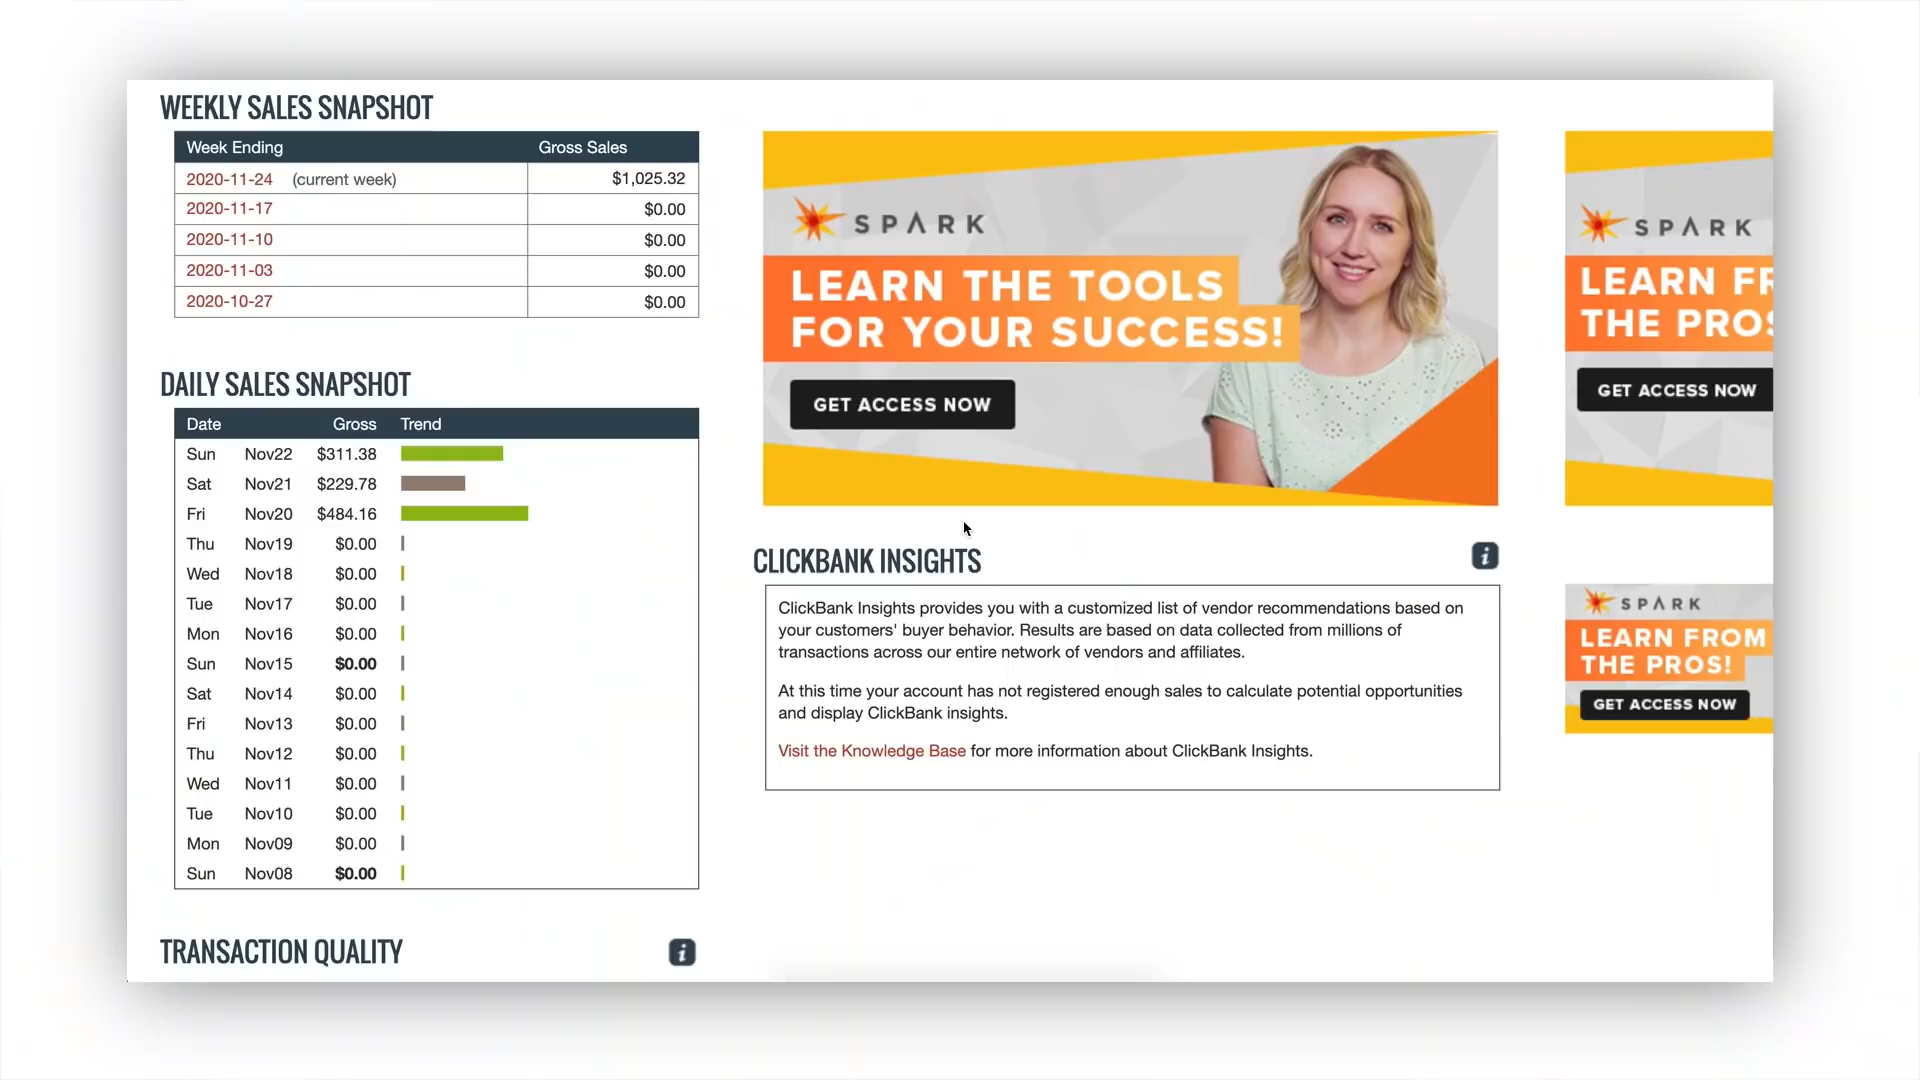 WEEKLY SALES SNAPSHOT
Week Ending Gross Sales
2020-11-24 (current week) $1,025.32
2020-11-17 $0.00
2020-11-10 $0.00
2020-11-03 $0.00
2020-10-27 $0.00
DAILY SALES SNAPSHOT
Date Gross Trend
Sun Nov22 $311.38
Sat Nov21 $229.78
Fri Nov20 $484.16
Thu Nov19 $0.00
Wed Nov18 $0.00
Tue Nov17 $0.00
Mon Nov16 $0.00
Sun Nov15 $0.00
Sat Nov14 $0.00
Fri Nov13 $0.00
Thu Nov12 $0.00
Wed Nov11 $0.00
Tue Nov10 $0.00
Mon Nov09 $0.00
Sun Nov08 $0.00
TRANSACTION QUALITY i
SPARK
LEARN THE TOOLS
FOR YOUR SUCCESS!
GET ACCESS NOW
CLICKBANK INSIGHTS i
ClickBank Insights provides you with a customized list of vendor recommendations based on
your customers' buyer behavior. Results are based on data collected from millions of
transactions across our entire network of vendors and affiliates.
At this time your account has not registered enough sales to calculate potential opportunities
and display ClickBank insights.
Visit the Knowledge Base for more information about ClickBank Insights.
SPARK
LEARN FR
THE PROS
GET ACCESS NOW
SPARK
LEARN FROM
THE PROS!
GET ACCESS NOW